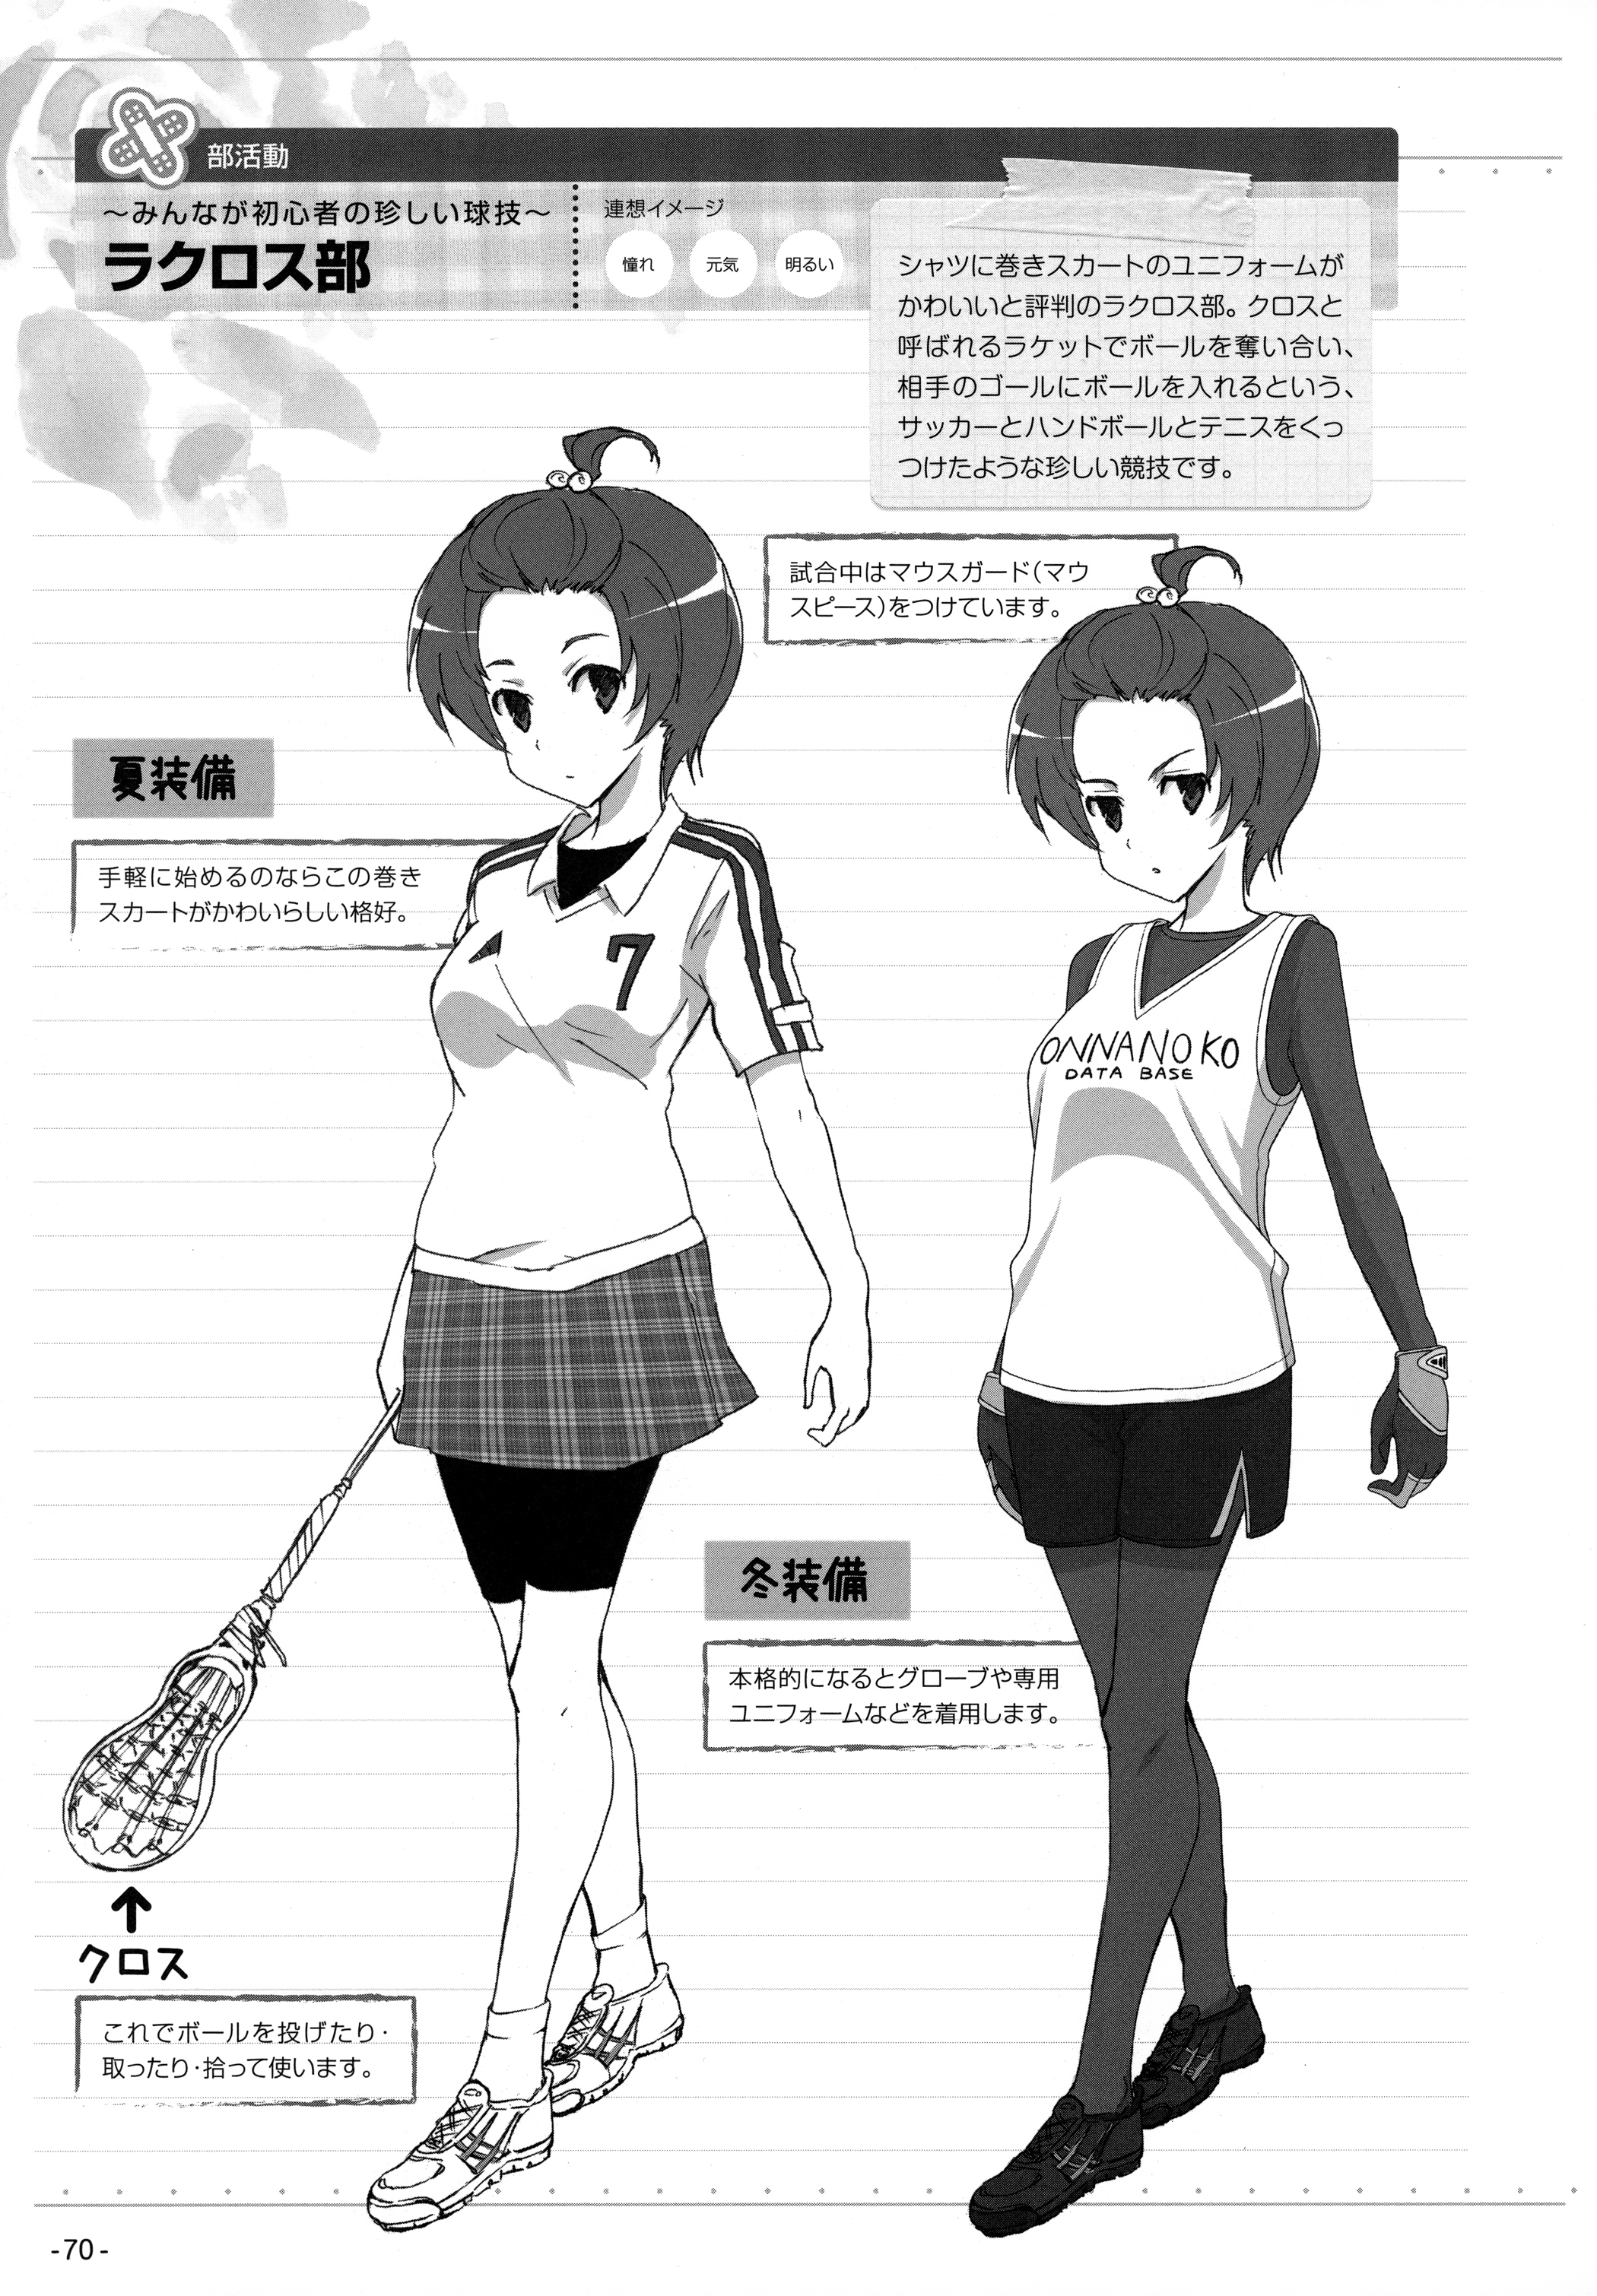 部活動
～みんなが初心者の珍しい球技～
ラクロス部
連想イメージ
憧れ
元気
明るい
シャツに巻きスカートのユニフォームが
かわいいと評判のラクロス部。クロスと
呼ばれるラケットでボールを奪い合い、
相手のゴールにボールを入れるという、
サッカーとハンドボールとテニスをくっ
つけたような珍しい競技です。
試合中はマウスガード（マウ
スピース）をつけています。
夏装備
手軽に始めるのならこの巻き
スカートがかわいらしい格好。
7
ONNANOKO
DATA BASE
冬装備
本格的になるとグローブや専用
ユニフォームなどを着用します。
↑
クロス
これでボールを投げたり・
取ったり・拾って使います。
-70-